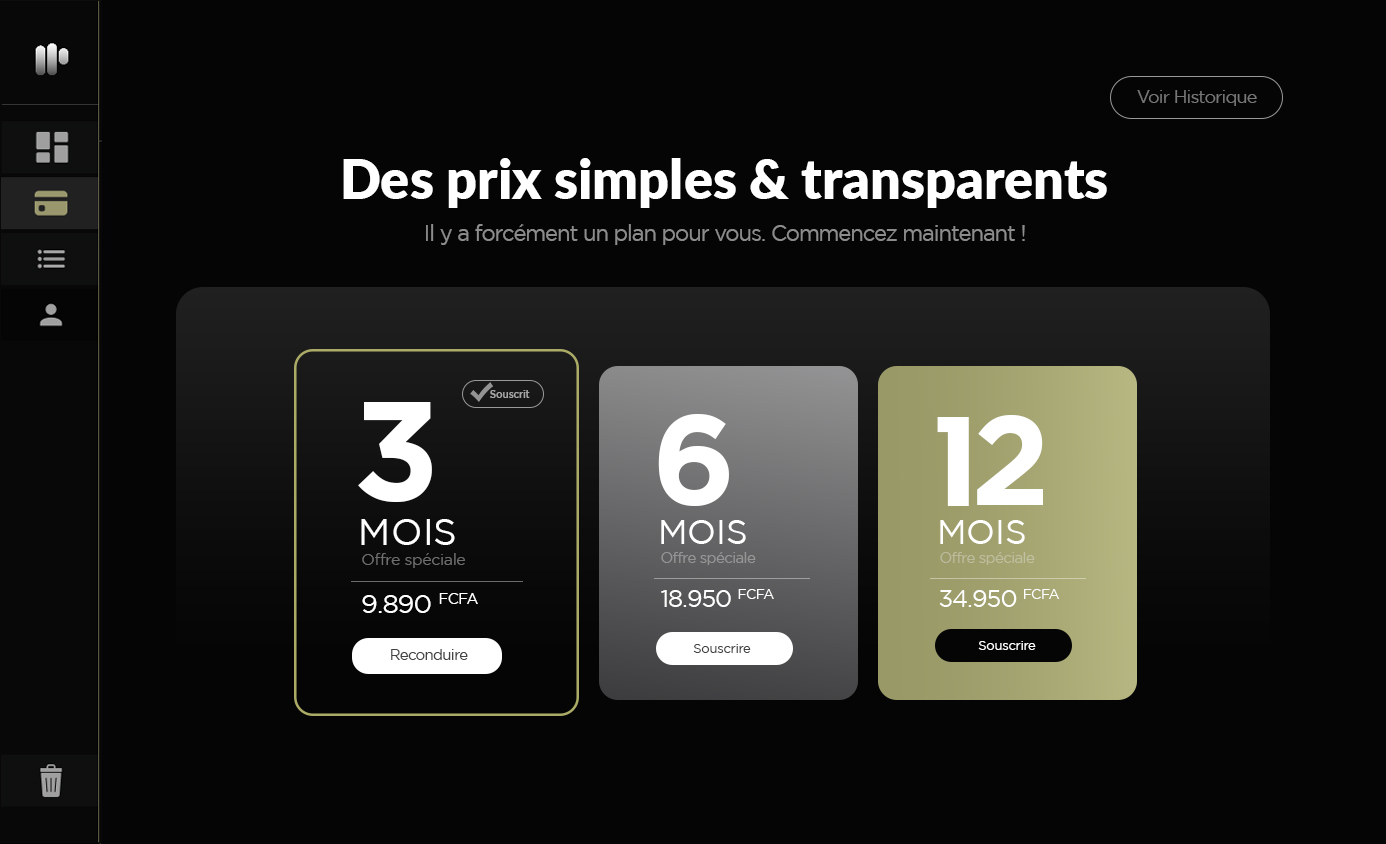 Voir Historique
Des prix simples & transparents
Il y a forcément un plan pour vous. Commencez maintenant !
Souscrit
3
MOIS
Offre spéciale
9.890 FCFA
Reconduire
6
MOIS
Offre spéciale
18.950 FCFA
Souscrire
12
MOIS
Offre spéciale
34.950 FCFA
Souscrire